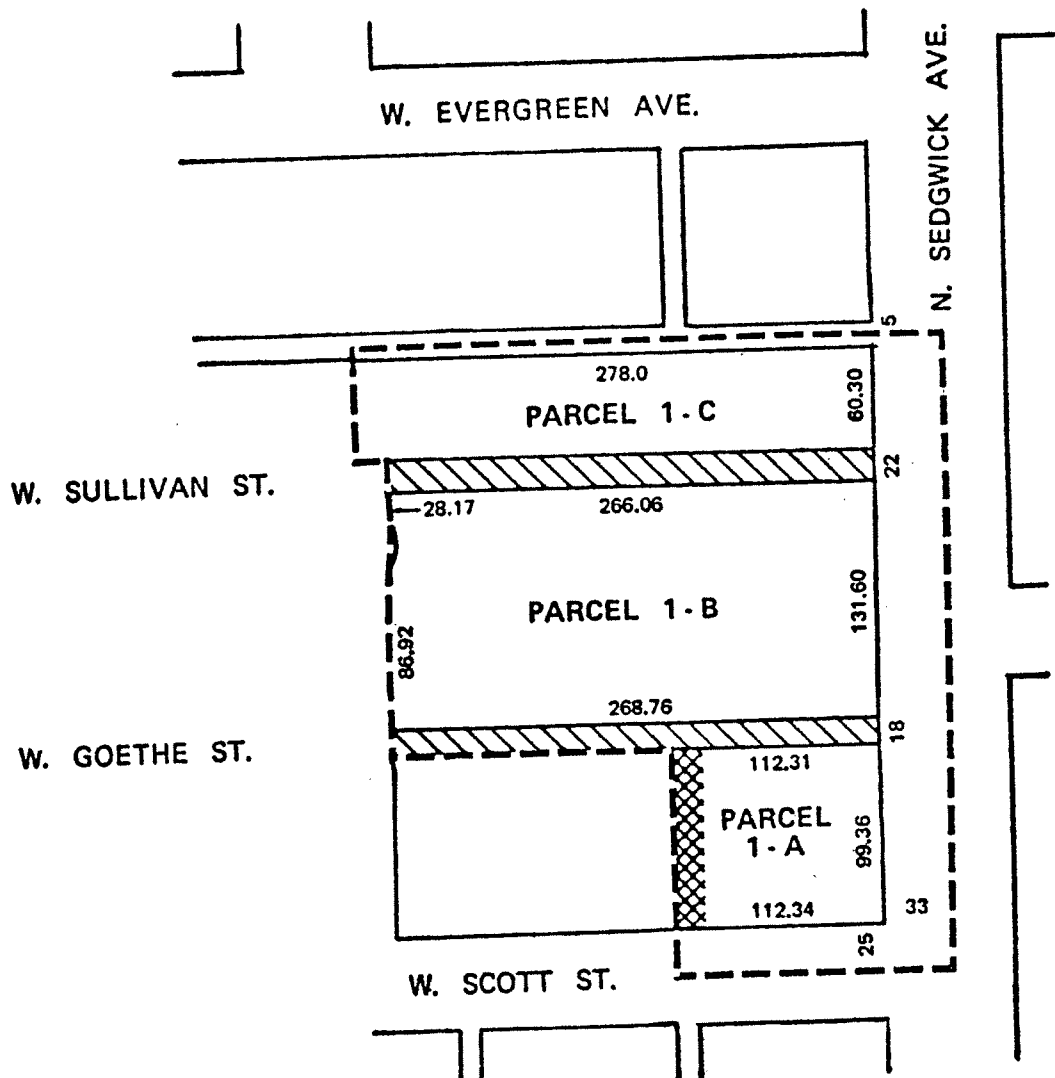 N. SEDGWICK AVE.
W. EVERGREEN AVE.
5
278.0
60.30
PARCEL 1-C
22
W. SULLIVAN ST.
28.17
266.06
131.60
PARCEL 1-B
86.92
268.76
18
W. GOETHE ST.
112.31
PARCEL
1-A
99.36
112.34
33
25
W. SCOTT ST.